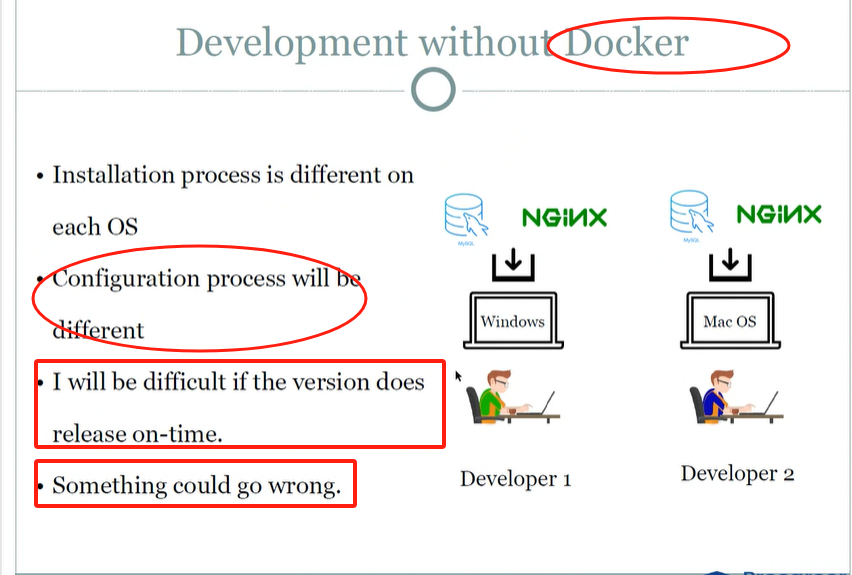 Development without Docker
• Installation process is different on
each OS
• Configuration process will be
different
• I will be difficult if the version does
release on-time.
• Something could go wrong.
MySQL
NGINX
MySQL
NGINX
Windows
Mac OS
Developer 1
Developer 2